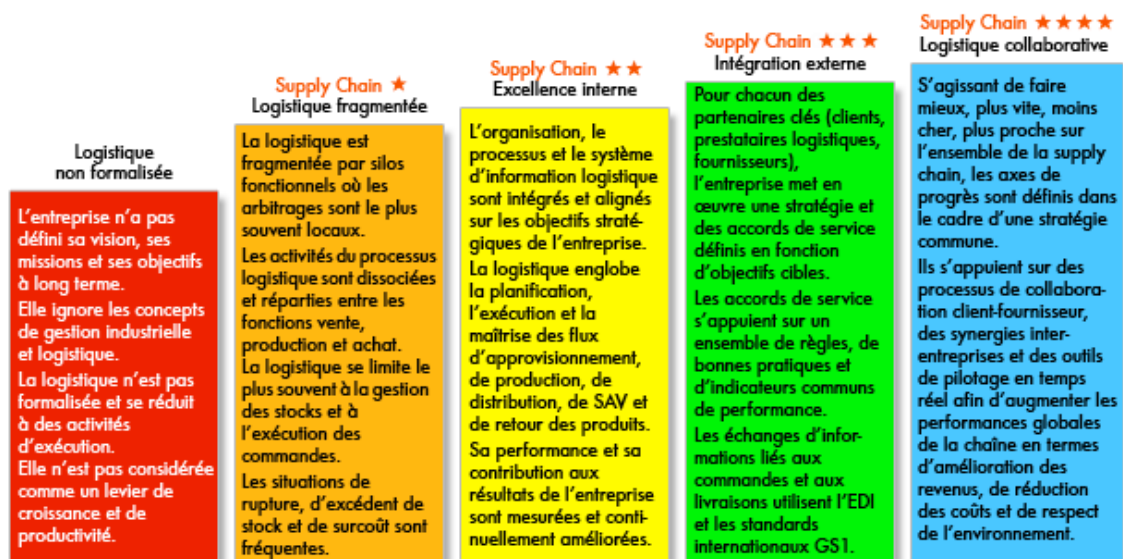 Logistique
non formalisée
L'entreprise n'a pas
défini sa vision, ses
missions et ses objectifs
à long terme.
Elle ignore les concepts
de gestion industrielle
et logistique.
La logistique n'est pas
formalisée et se réduit
à des activités
d'exécution.
Elle n'est pas considérée
comme un levier de
croissance et de
productivité.
Supply Chain ★
Logistique fragmentée
La logistique est
fragmentée par silos
fonctionnels où les
arbitrages sont le plus
souvent locaux.
Les activités du processus
logistique sont dissociées
et réparties entre les
fonctions vente,
production et achat.
La logistique se limite le
plus souvent à la gestion
des stocks et à
l'exécution des
commandes.
Les situations de
rupture, d'excédent de
stock et de surcoût sont
fréquentes.
Supply Chain ★ ★
Excellence interne
L'organisation, le
processus et le système
d'information logistique
sont intégrés et alignés
sur les objectifs straté-
giques de l'entreprise.
La logistique englobe
la planification,
l'exécution et la
maîtrise des flux
d'approvisionnement,
de production, de
distribution, de SAV et
de retour des produits.
Sa performance et sa
contribution aux
résultats de l'entreprise
sont mesurées et conti-
nuellement améliorées.
Supply Chain ★ ★ ★
Intégration externe
Pour chacun des
partenaires clés (clients,
prestataires logistiques,
fournisseurs),
l'entreprise met en
œuvre une stratégie et
des accords de service
définis en fonction
d'objectifs cibles.
Les accords de service
s'appuient sur un
ensemble de règles, de
bonnes pratiques et
d'indicateurs communs
de performance.
Les échanges d'infor-
mations liés aux
commandes et aux
livraisons utilisent l'EDI
et les standards
internationaux GS1.
Supply Chain ★ ★ ★ ★
Logistique collaborative
S'agissant de faire
mieux, plus vite, moins
cher, plus proche sur
l'ensemble de la supply
chain, les axes de
progrès sont définis dans
le cadre d'une stratégie
commune.
Ils s'appuient sur des
processus de collabora-
tion client-fournisseur,
des synergies inter-
entreprises et des outils
de pilotage en temps
réel afin d'augmenter les
performances globales
de la chaîne en termes
d'amélioration des
revenus, de réduction
des coûts et de respect
de l'environnement.